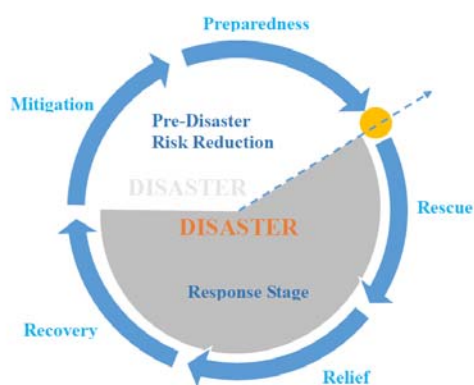 Preparedness
Mitigation
Pre-Disaster
Risk Reduction
DISASTER
DISASTER
Rescue
Response Stage
Recovery
Relief